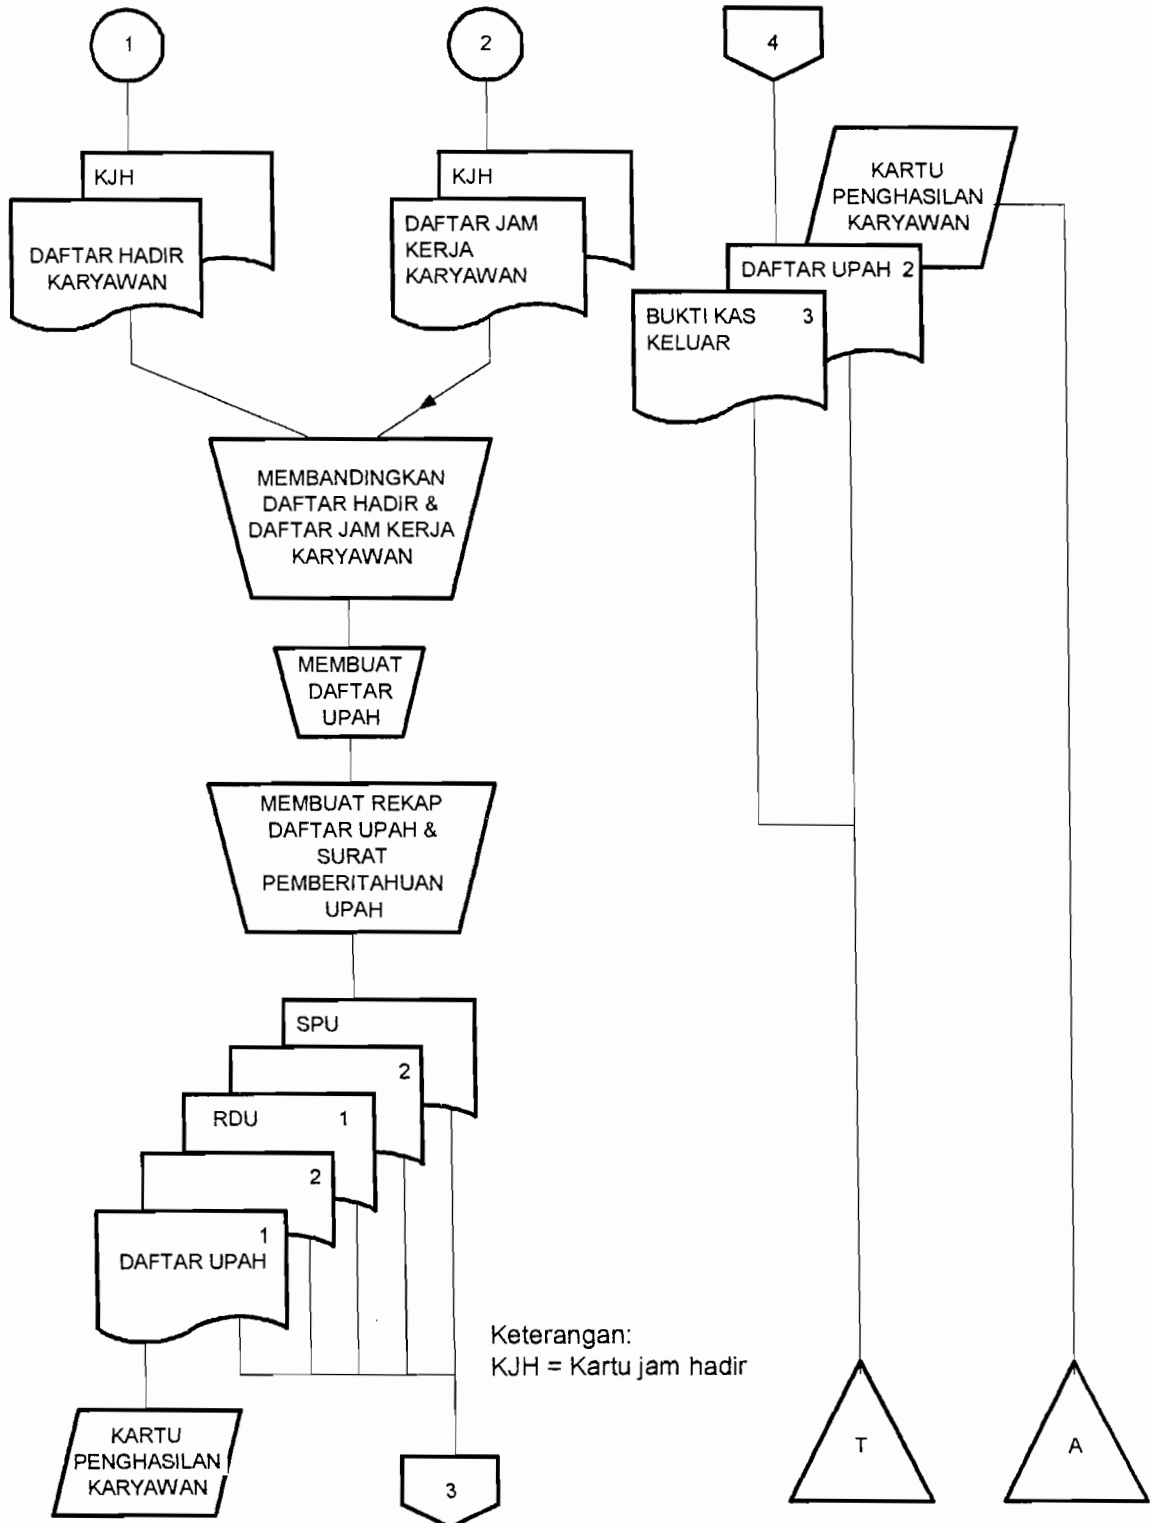 1
2
4
KJH
DAFTAR HADIR
KARYAWAN
KJH
DAFTAR JAM
KERJA
KARYAWAN
KARTU
PENGHASILAN
KARYAWAN
DAFTAR UPAH 2
BUKTI KAS 3
KELUAR
MEMBANDINGKAN
DAFTAR HADIR &
DAFTAR JAM KERJA
KARYAWAN
MEMBUAT
DAFTAR
UPAH
MEMBUAT REKAP
DAFTAR UPAH &
SURAT
PEMBERITAHUAN
UPAH
SPU
2
RDU 1
2
1
DAFTAR UPAH
Keterangan:
KJH = Kartu jam hadir
KARTU
PENGHASILAN
KARYAWAN
3
T
A